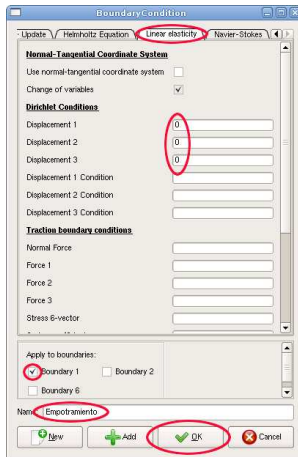 BoundaryCondition
Update Helmholtz Equation Linear elasticity Navier-Stokes
Normal-Tangential Coordinate System
Use normal-tangential coordinate system
Change of variables
Dirichlet Conditions
Displacement 1 0
Displacement 2 0
Displacement 3 0
Displacement 1 Condition
Displacement 2 Condition
Displacement 3 Condition
Traction boundary conditions
Normal Force
Force 1
Force 2
Force 3
Stress 6-vector
Apply to boundaries:
Boundary 1 Boundary 2
Boundary 6
Empotramiento
New Add OK Cancel